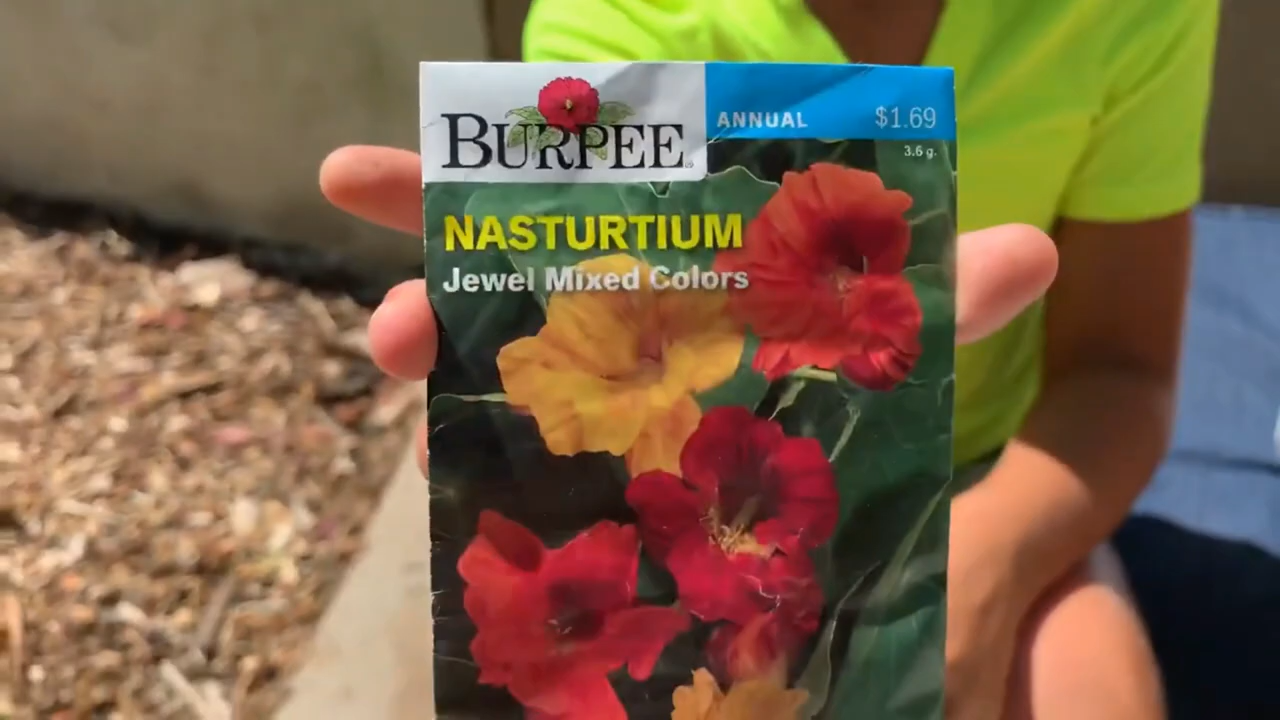 BURPEE
ANNUAL $1.69
3.6 g.
NASTURTIUM
Jewel Mixed Colors